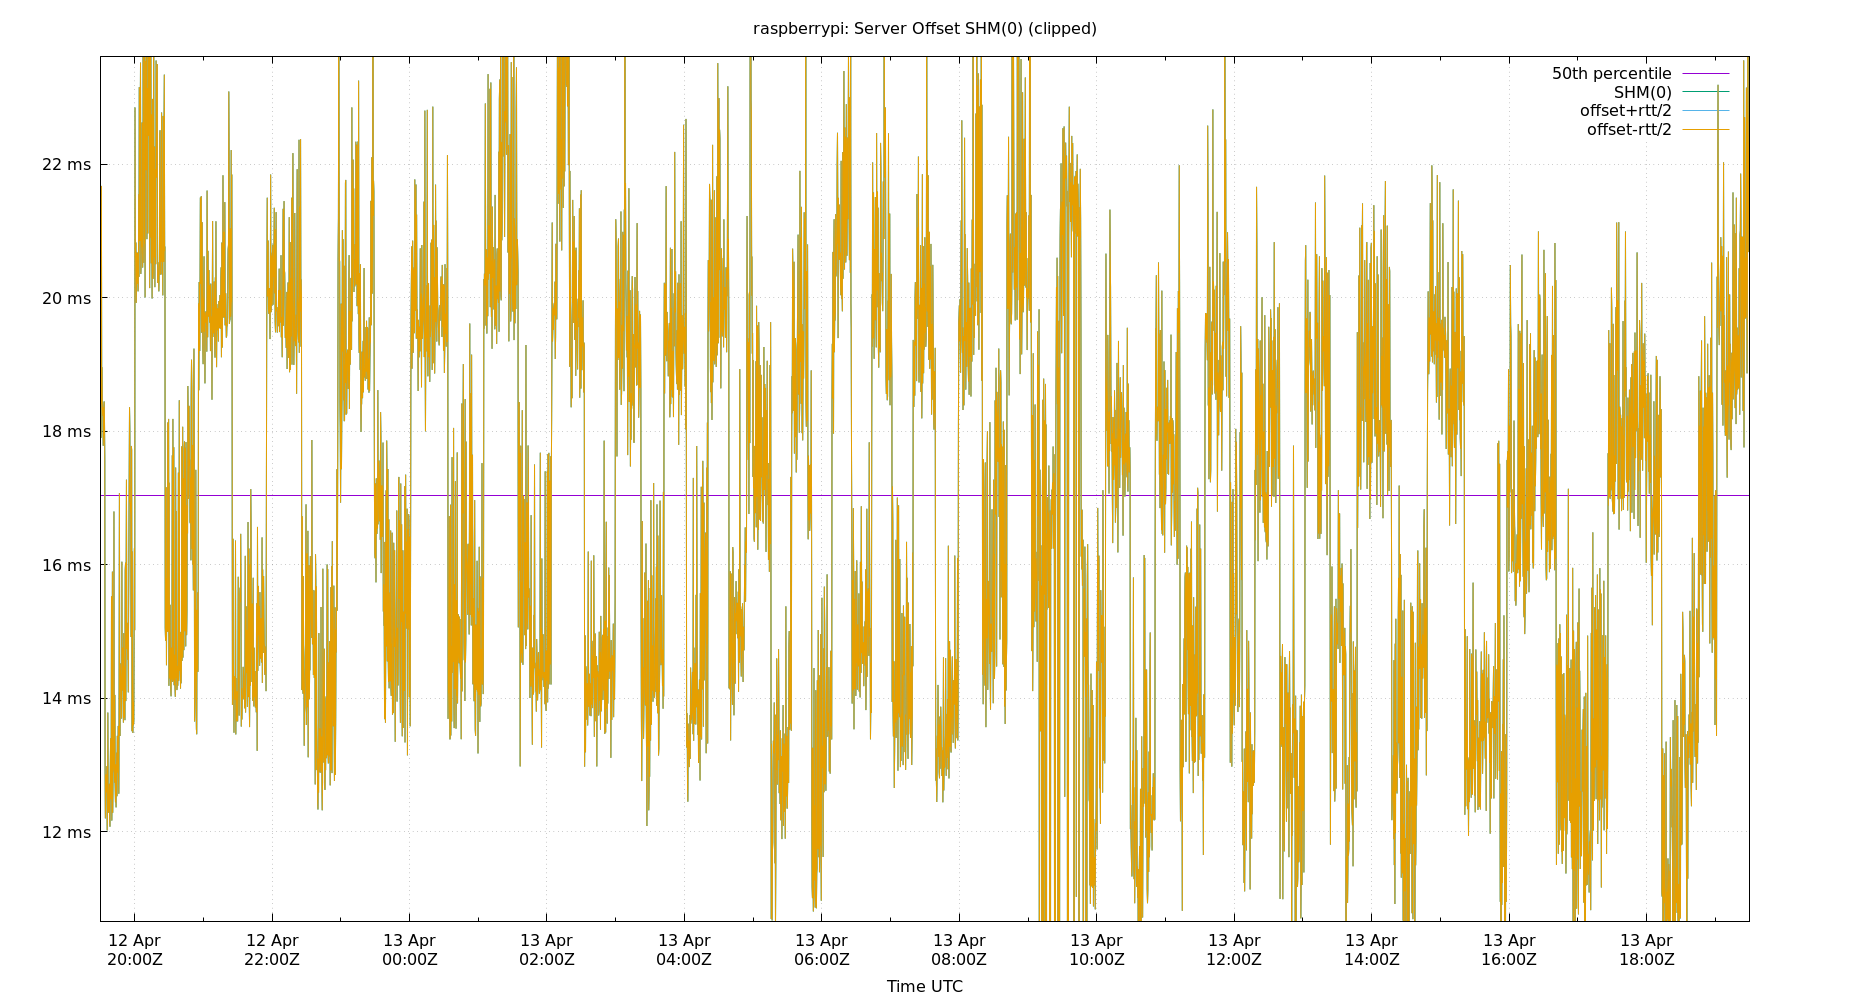 raspberrypi: Server Offset SHM(0) (clipped)
50th percentile
SHM(0)
offset+rtt/2
offset-rtt/2
22 ms
20 ms
18 ms
16 ms
14 ms
12 ms
12 Apr 12 Apr 13 Apr 13 Apr 13 Apr 13 Apr 13 Apr 13 Apr 13 Apr 13 Apr 13 Apr 13 Apr
20:00Z 22:00Z 00:00Z 02:00Z 04:00Z 06:00Z 08:00Z 10:00Z 12:00Z 14:00Z 16:00Z 18:00Z
Time UTC